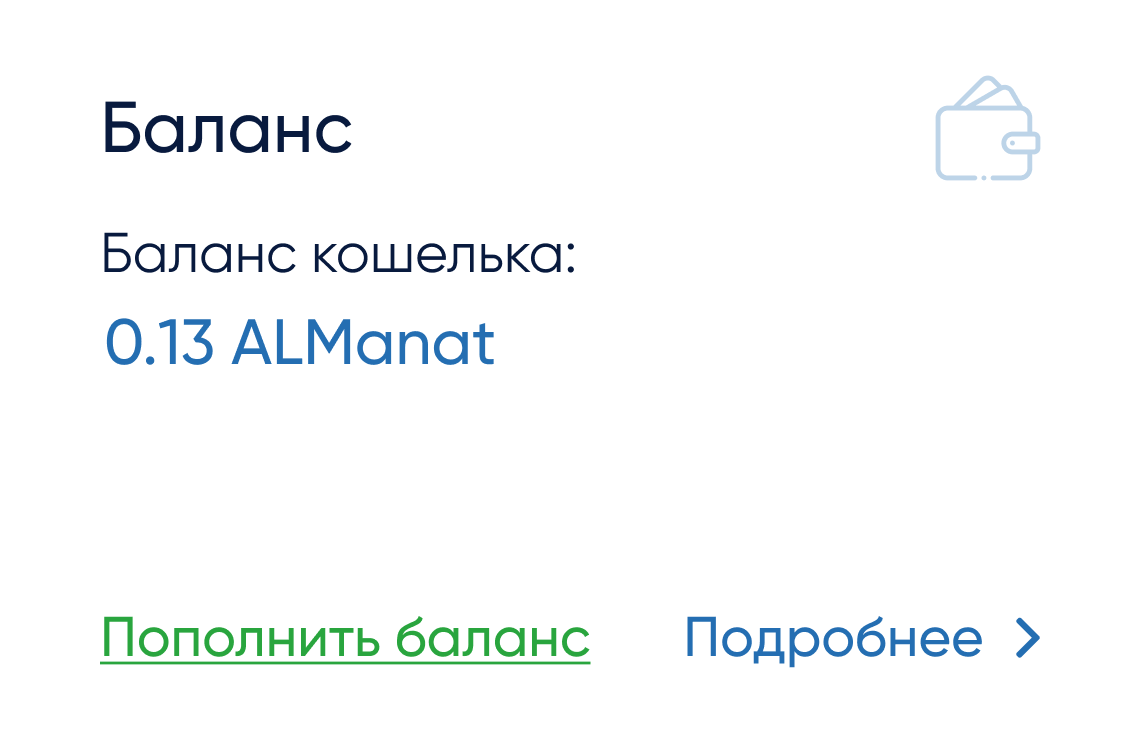 Баланс
Баланс кошелька:
0.13 ALManat
Пополнить баланс
Подробнее